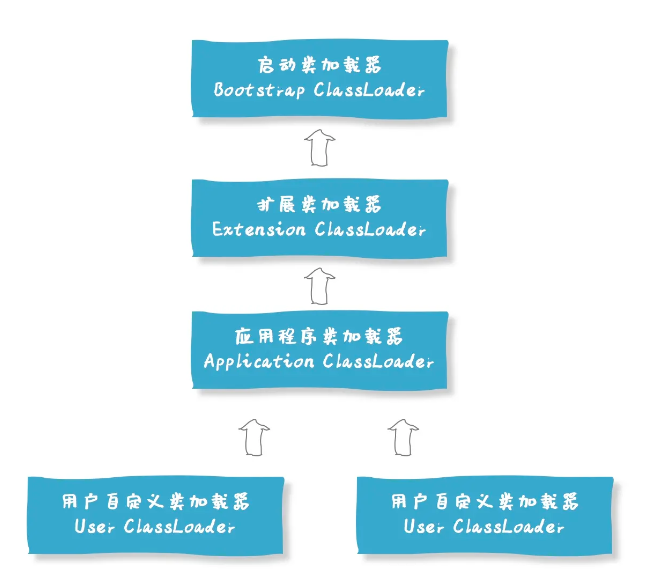 启动类加载器
Bootstrap ClassLoader
扩展类加载器
Extension ClassLoader
应用程序类加载器
Application ClassLoader
用户自定义类加载器
User ClassLoader
用户自定义类加载器
User ClassLoader